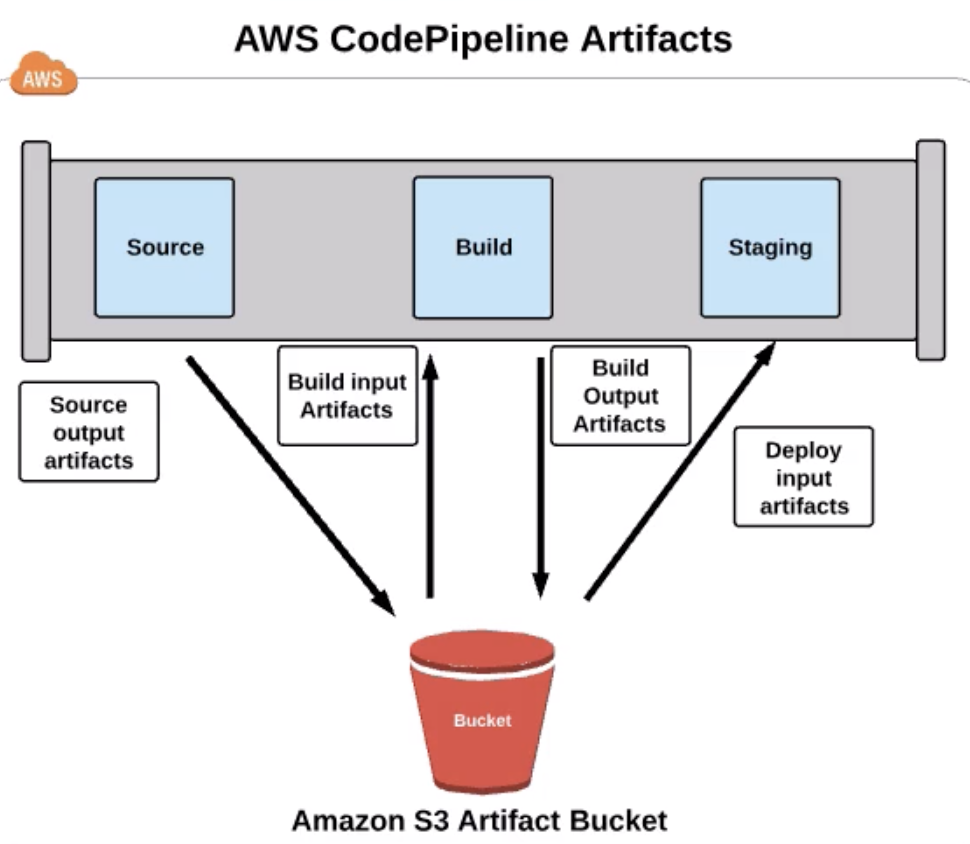 AWS CodePipeline Artifacts
AWS
Source
Build
Staging
Source
output
artifacts
Build input
Artifacts
Build
Output
Artifacts
Deploy
input
artifacts
Bucket
Amazon S3 Artifact Bucket